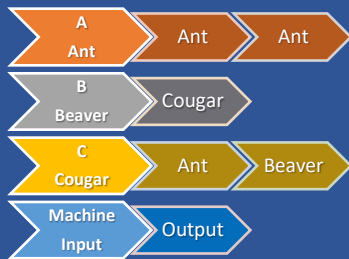 A
Ant
Ant
Ant
B
Beaver
Cougar
C
Cougar
Ant
Beaver
Machine
Input
Output